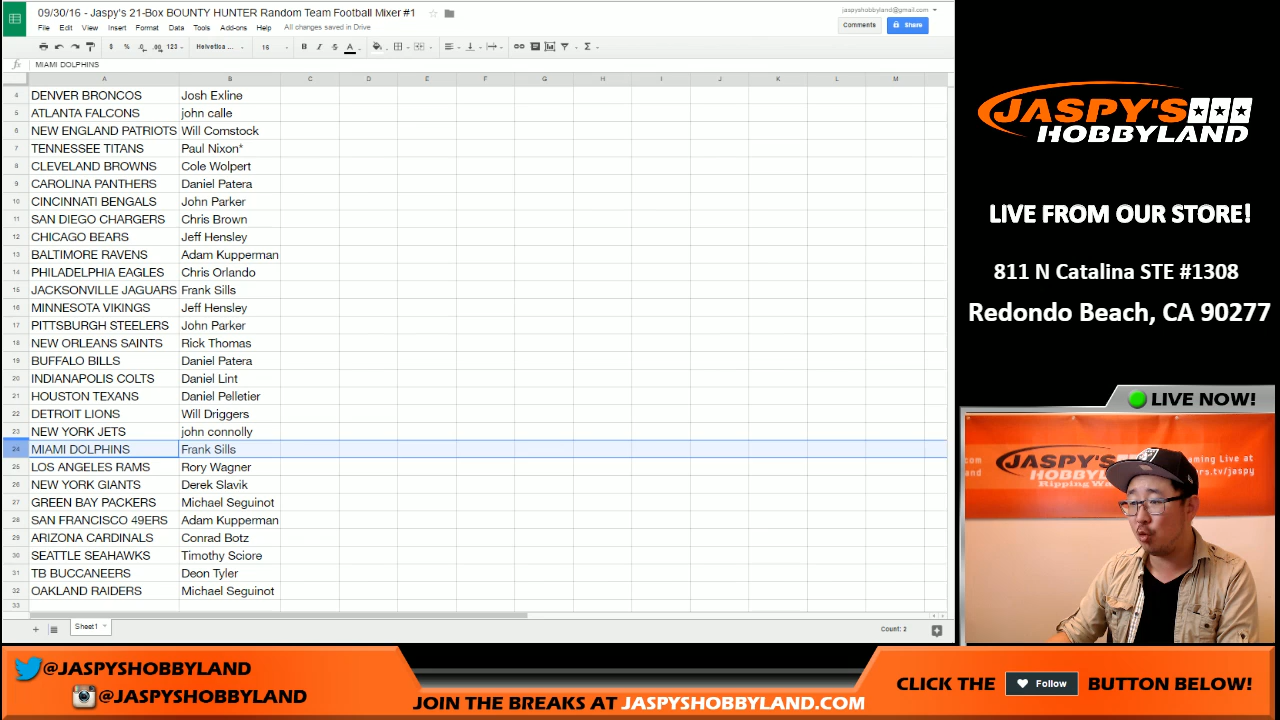 09/30/16 - Jaspy's 21-Box BOUNTY HUNTER Random Team Football Mixer #1
jaspyshobbyland@gmail.com
File Edit View Insert Format Data Tools Add-ons Help All changes saved in Drive
Comments Share
$ % .0 .00 123 Helvetica ... 16 B I S A
fx MIAMI DOLPHINS
A B C D E F G H I J K L M
4 DENVER BRONCOS Josh Exline
5 ATLANTA FALCONS john calle
6 NEW ENGLAND PATRIOTS Will Comstock
7 TENNESSEE TITANS Paul Nixon*
8 CLEVELAND BROWNS Cole Wolpert
9 CAROLINA PANTHERS Daniel Patera
10 CINCINNATI BENGALS John Parker
11 SAN DIEGO CHARGERS Chris Brown
12 CHICAGO BEARS Jeff Hensley
13 BALTIMORE RAVENS Adam Kupperman
14 PHILADELPHIA EAGLES Chris Orlando
15 JACKSONVILLE JAGUARS Frank Sills
16 MINNESOTA VIKINGS Jeff Hensley
17 PITTSBURGH STEELERS John Parker
18 NEW ORLEANS SAINTS Rick Thomas
19 BUFFALO BILLS Daniel Patera
20 INDIANAPOLIS COLTS Daniel Lint
21 HOUSTON TEXANS Daniel Pelletier
22 DETROIT LIONS Will Driggers
23 NEW YORK JETS john connolly
24 MIAMI DOLPHINS Frank Sills
25 LOS ANGELES RAMS Rory Wagner
26 NEW YORK GIANTS Derek Slavik
27 GREEN BAY PACKERS Michael Seguinot
28 SAN FRANCISCO 49ERS Adam Kupperman
29 ARIZONA CARDINALS Conrad Botz
30 SEATTLE SEAHAWKS Timothy Sciore
31 TB BUCCANEERS Deon Tyler
32 OAKLAND RAIDERS Michael Seguinot
33
Sheet1
Count: 2
JASPY'S
HOBBYLAND
LIVE FROM OUR STORE!
811 N Catalina STE #1308
Redondo Beach, CA 90277
LIVE NOW!
JASPY'S
HOBBYLAND
@JASPYSHOBBYLAND
@JASPYSHOBBYLAND
JOIN THE BREAKS AT JASPYSHOBBYLAND.COM
CLICK THE Follow BUTTON BELOW!